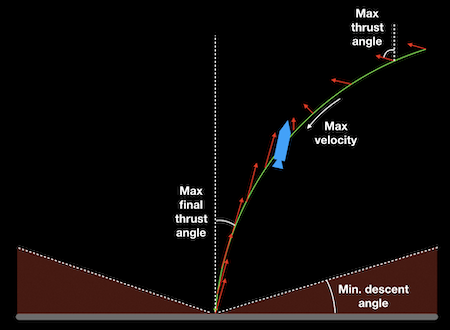 Max
thrust
angle
Max
velocity
Max
final
thrust
angle
Min. descent
angle